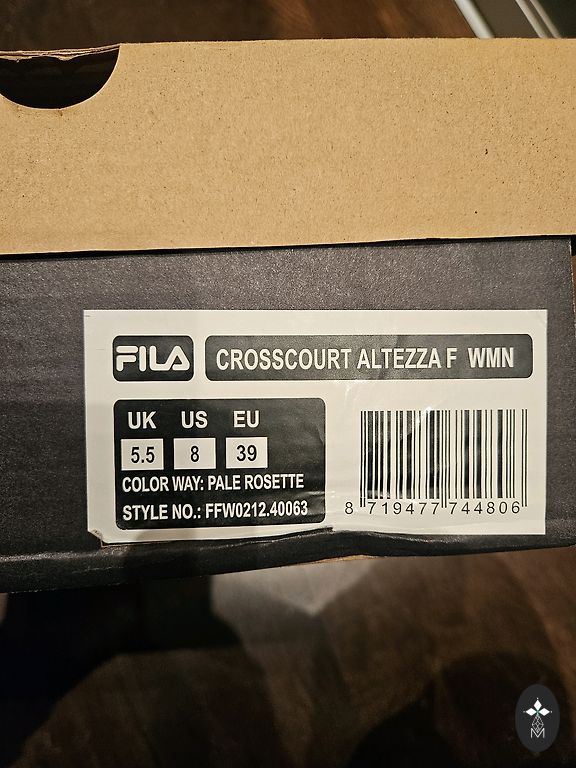 FILA
CROSSCOURT ALTEZZA F WMN
UK US EU
5.5 8 39
COLOR WAY: PALE ROSETTE
STYLE NO.: FFW0212.40063
8 719477 744806
M